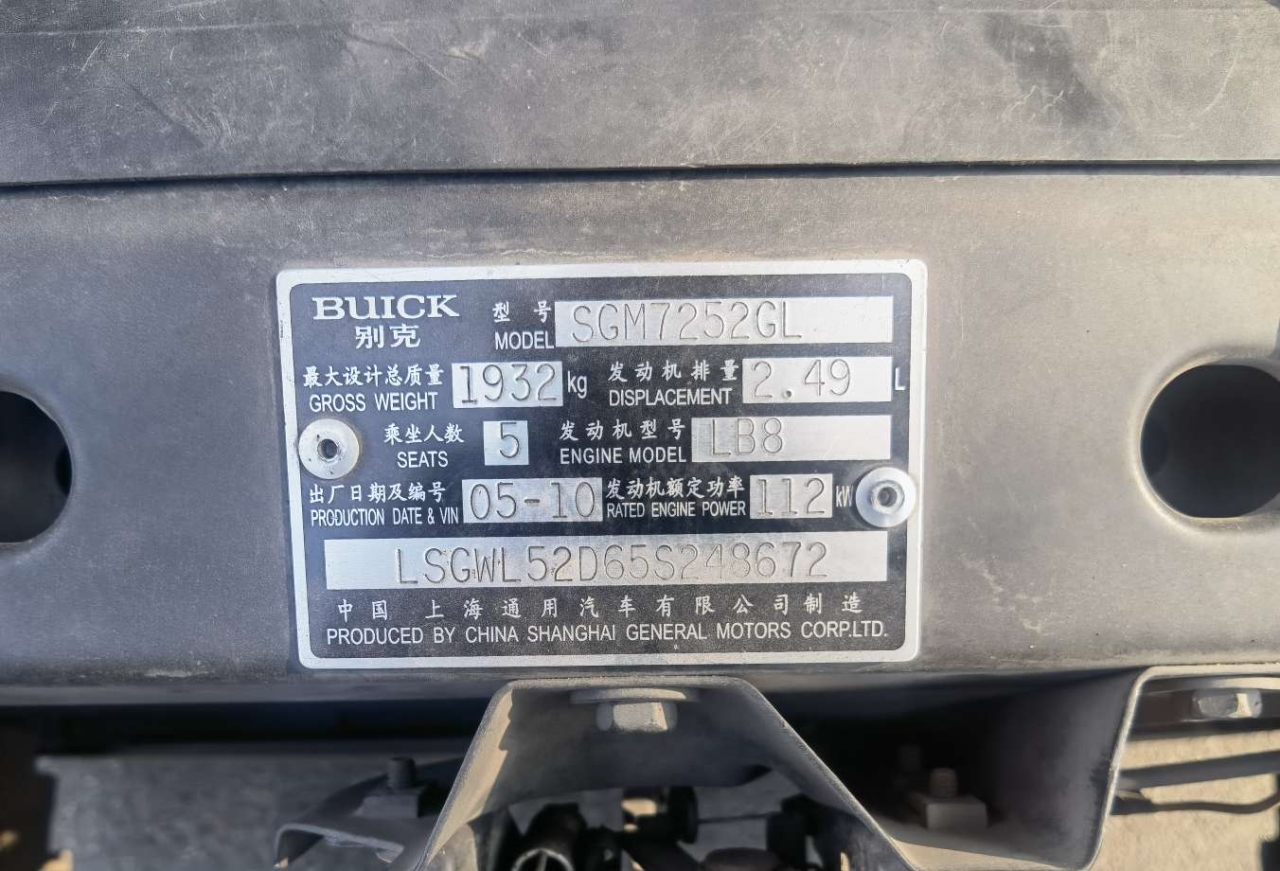 BUICK 型号 SGM7252GL
别克 MODEL
最大设计总质量 1932 kg 发动机排量 2.49 L
GROSS WEIGHT DISPLACEMENT
乘坐人数 5 发动机型号 LB8
SEATS ENGINE MODEL
出厂日期及编号 05-10 发动机额定功率 112 kW
PRODUCTION DATE & VIN RATED ENGINE POWER
LSGWL52D65S248672
中国 上海通用汽车有限公司制造
PRODUCED BY CHINA SHANGHAI GENERAL MOTORS CORP.LTD.